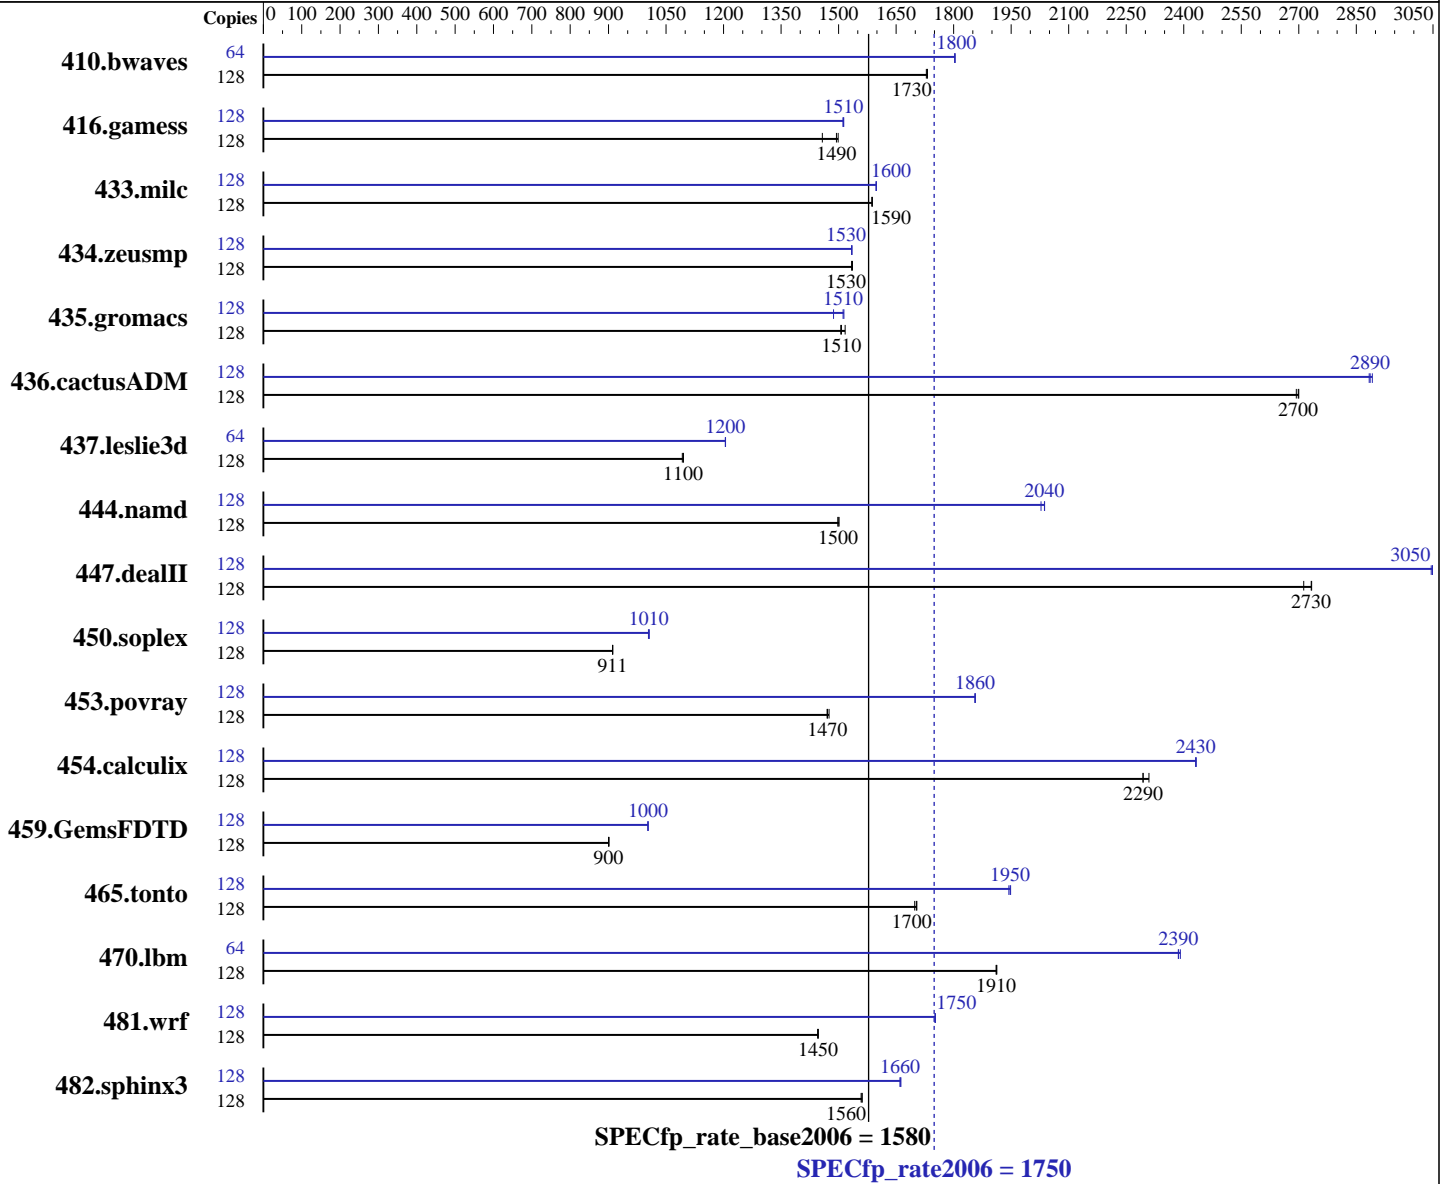 Copies 0 100 200 300 400 500 600 700 800 900 1050 1200 1350 1500 1650 1800 1950 2100 2250 2400 2550 2700 2850 3050
410.bwaves 64 1800
128 1730
416.gamess 128 1510
128 1490
433.milc 128 1600
128 1590
434.zeusmp 128 1530
128 1530
435.gromacs 128 1510
128 1510
436.cactusADM 128 2890
128 2700
437.leslie3d 64 1200
128 1100
444.namd 128 2040
128 1500
447.dealII 128 3050
128 2730
450.soplex 128 1010
128 911
453.povray 128 1860
128 1470
454.calculix 128 2430
128 2290
459.GemsFDTD 128 1000
128 900
465.tonto 128 1950
128 1700
470.lbm 64 2390
128 1910
481.wrf 128 1750
128 1450
482.sphinx3 128 1660
128 1560
SPECfp_rate_base2006 = 1580
SPECfp_rate2006 = 1750